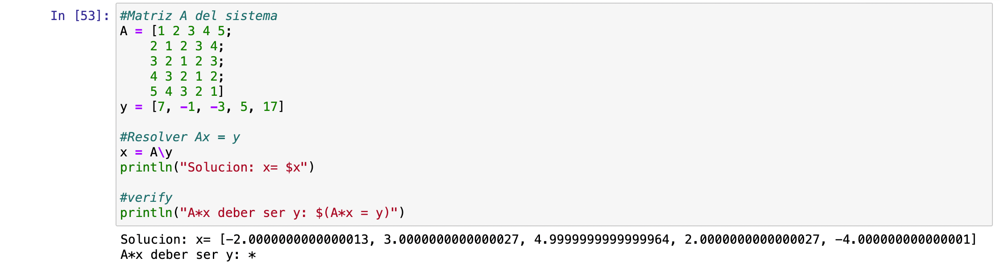 In [53]: #Matriz A del sistema
A = [1 2 3 4 5;
    2 1 2 3 4;
    3 2 1 2 3;
    4 3 2 1 2;
    5 4 3 2 1]
y = [7, -1, -3, 5, 17]
#Resolver Ax = y
x = A\y
println("Solucion: x= $x")
#verify
println("A*x deber ser y: $(A*x = y)")
Solucion: x= [-2.0000000000000013, 3.0000000000000027, 4.9999999999999964, 2.0000000000000027, -4.000000000000001]
A*x deber ser y: *